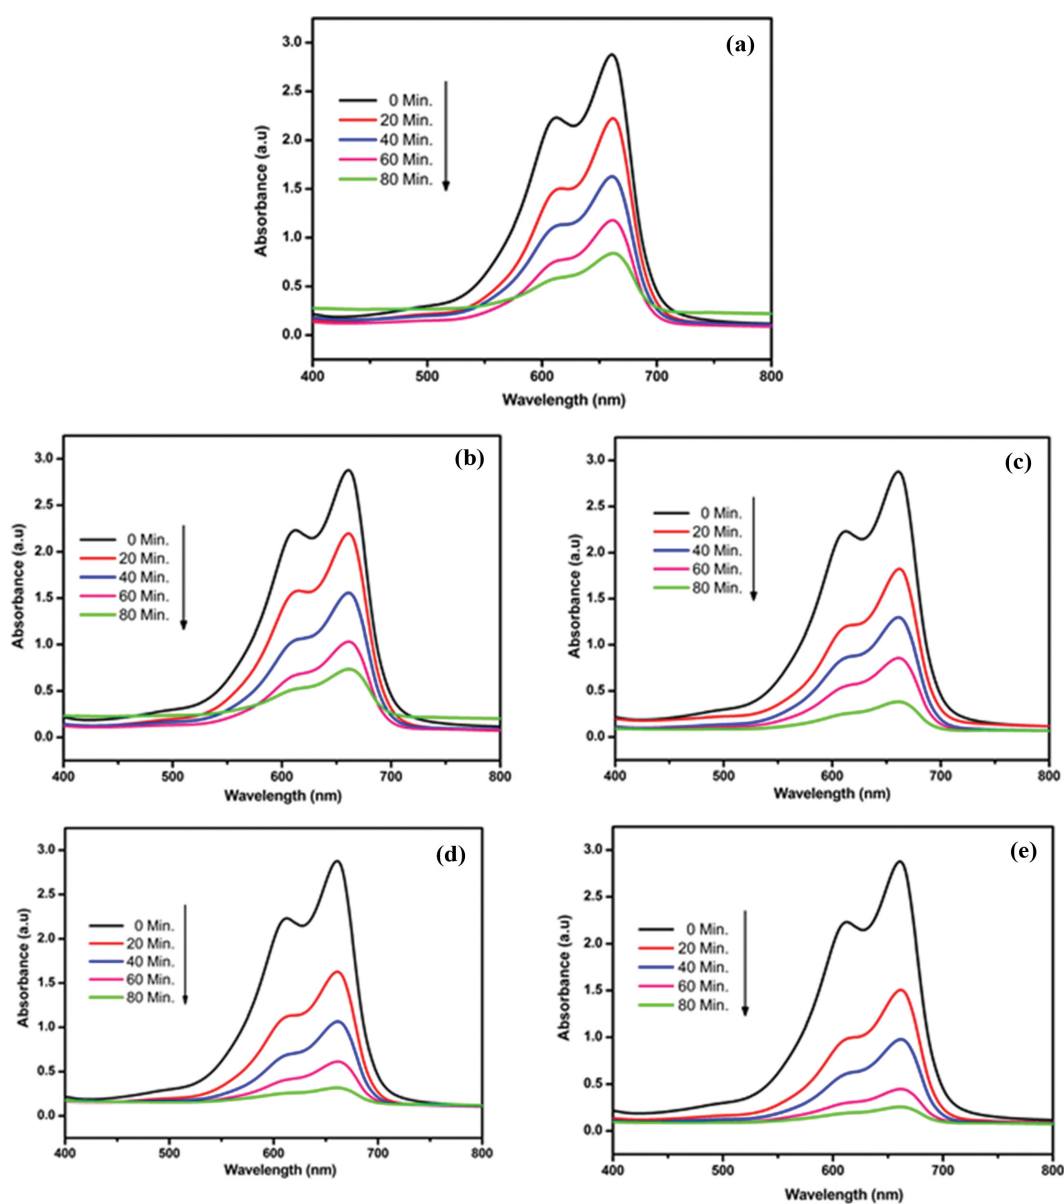 (a)
3.0
2.5
2.0
1.5
1.0
0.5
0.0
Absorbance (a.u)
0 Min.
20 Min.
40 Min.
60 Min.
80 Min.
400 500 600 700 800
Wavelength (nm)
(b)
3.0
2.5
2.0
1.5
1.0
0.5
0.0
Absorbance (a.u)
0 Min.
20 Min.
40 Min.
60 Min.
80 Min.
400 500 600 700 800
Wavelength (nm)
(c)
3.0
2.5
2.0
1.5
1.0
0.5
0.0
Absorbance (a.u)
0 Min.
20 Min.
40 Min.
60 Min.
80 Min.
400 500 600 700 800
Wavelength (nm)
(d)
3.0
2.5
2.0
1.5
1.0
0.5
0.0
Absorbance (a.u)
0 Min.
20 Min.
40 Min.
60 Min.
80 Min.
400 500 600 700 800
Wavelength (nm)
(e)
3.0
2.5
2.0
1.5
1.0
0.5
0.0
Absorbance (a.u)
0 Min.
20 Min.
40 Min.
60 Min.
80 Min.
400 500 600 700 800
Wavelength (nm)